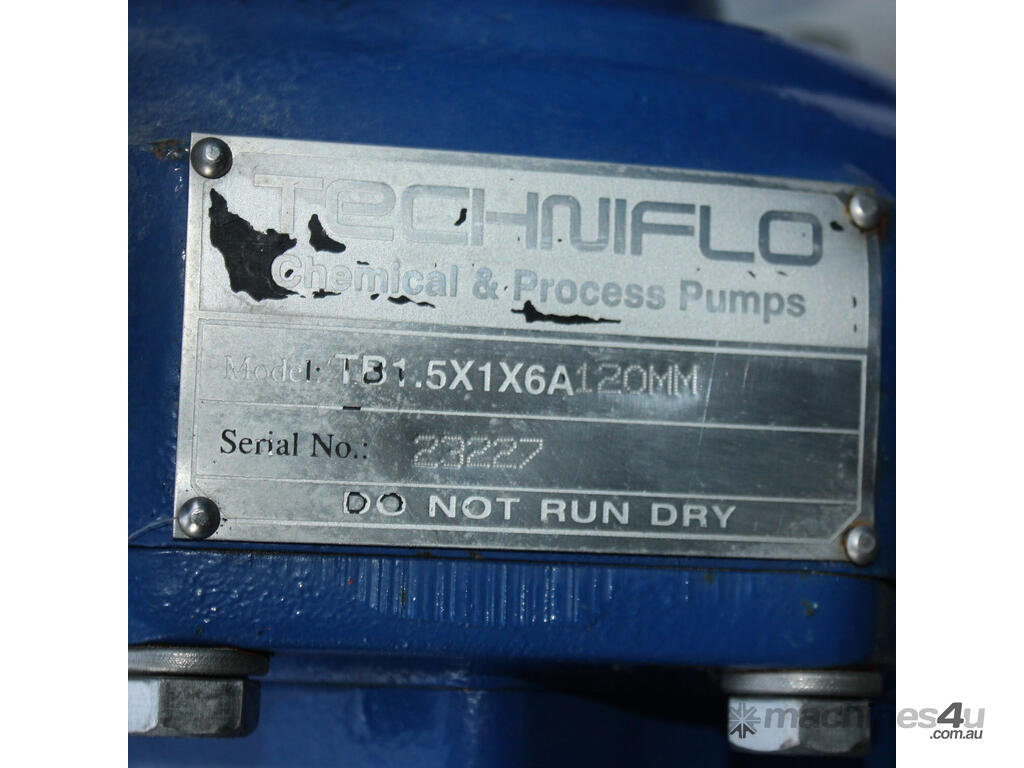 TECHNIFLO
Chemical & Process Pumps
Model: TB1.5X1X6A120MM
Serial No.: 23227
DO NOT RUN DRY
machines4u
.com.au